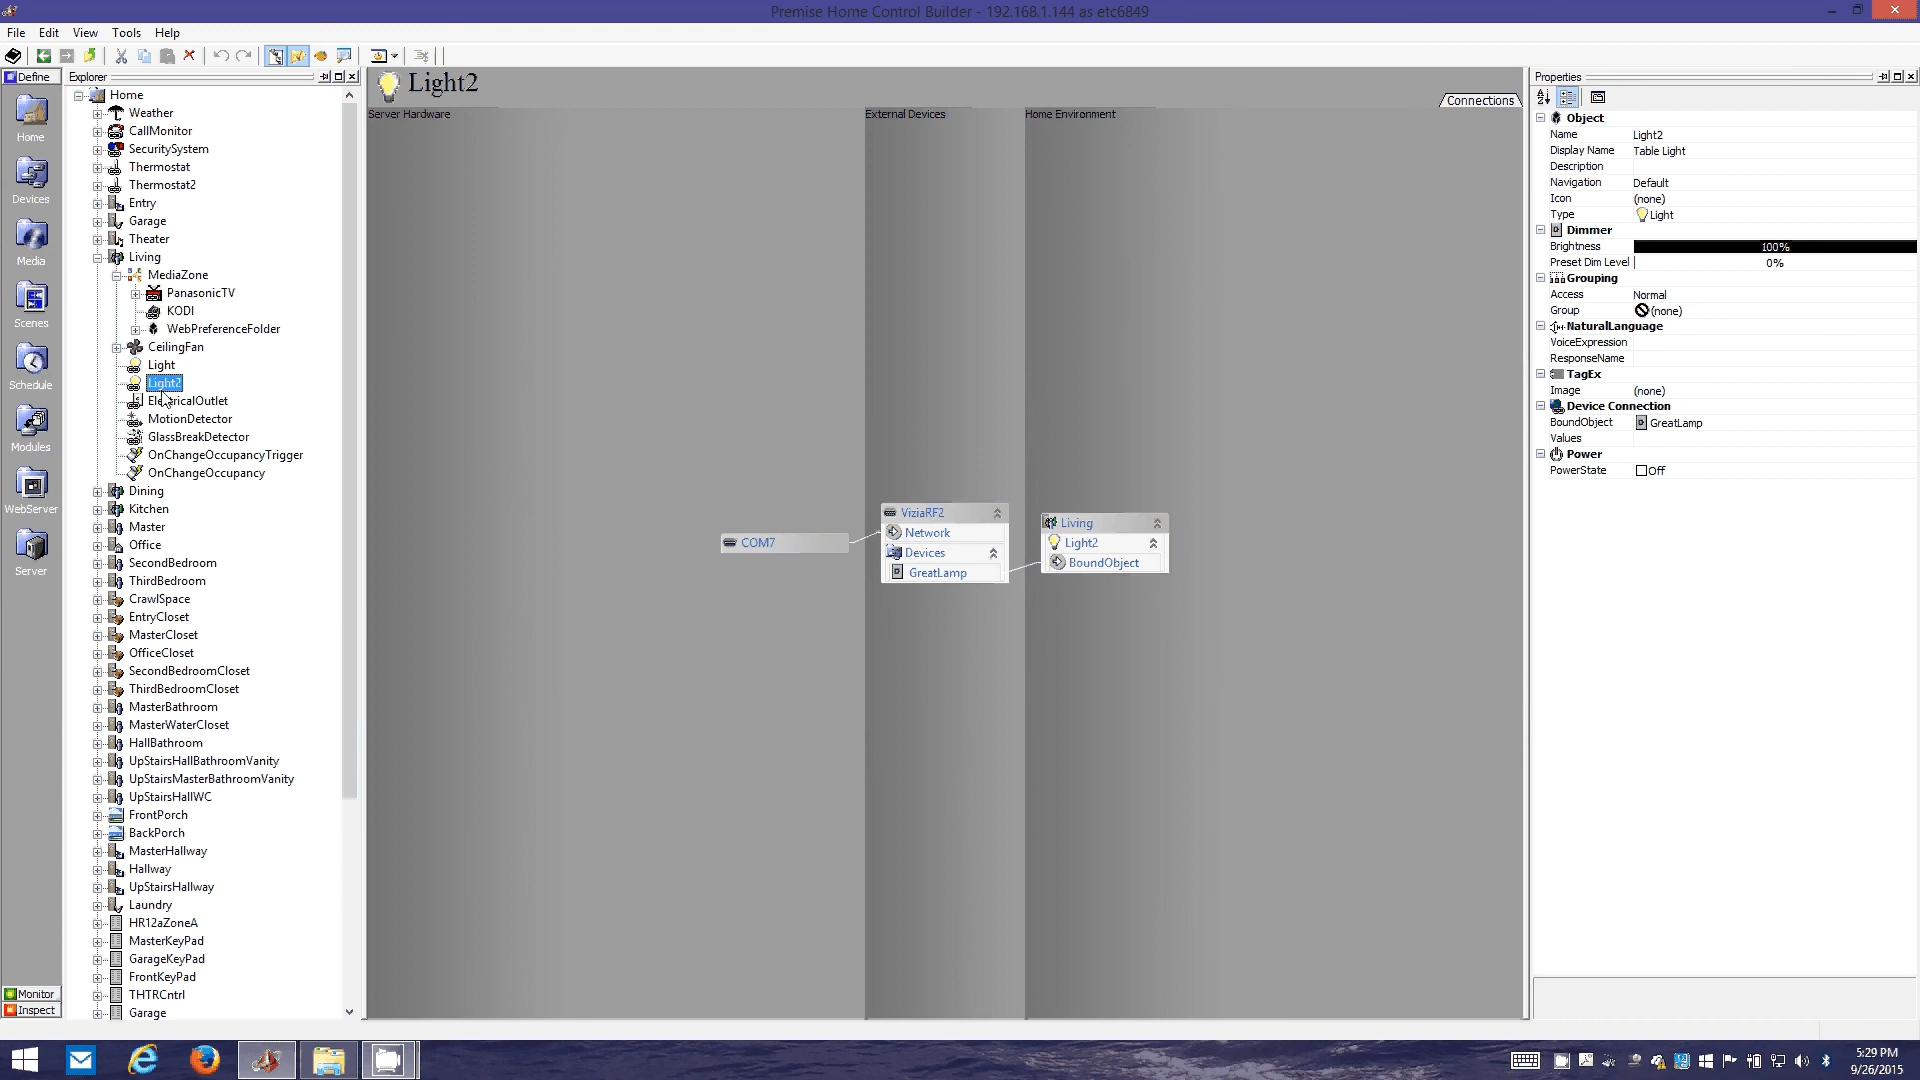 Premise Home Control Builder - 192.168.1.144 as etc6849
File Edit View Tools Help
Define
Home
Devices
Media
Scenes
Schedule
Modules
WebServer
Server
Monitor
Inspect
Explorer
Home
Weather
CallMonitor
SecuritySystem
Thermostat
Thermostat2
Entry
Garage
Theater
Living
MediaZone
PanasonicTV
KODI
WebPreferenceFolder
CeilingFan
Light
Light2
ElectricalOutlet
MotionDetector
GlassBreakDetector
OnChangeOccupancyTrigger
OnChangeOccupancy
Dining
Kitchen
Master
Office
SecondBedroom
ThirdBedroom
CrawlSpace
EntryCloset
MasterCloset
OfficeCloset
SecondBedroomCloset
ThirdBedroomCloset
MasterBathroom
MasterWaterCloset
HallBathroom
UpStairsHallBathroomVanity
UpStairsMasterBathroomVanity
UpStairsHallWC
FrontPorch
BackPorch
MasterHallway
Hallway
UpStairsHallway
Laundry
HR12aZoneA
MasterKeyPad
GarageKeyPad
FrontKeyPad
THTRCntrl
Garage
Light2
Connections
Server Hardware
External Devices
Home Environment
COM7
ViziaRF2
Network
Devices
GreatLamp
Living
Light2
BoundObject
Properties
Object
Name Light2
Display Name Table Light
Description
Navigation Default
Icon (none)
Type Light
Dimmer
Brightness 100%
Preset Dim Level 0%
Grouping
Access Normal
Group (none)
NaturalLanguage
VoiceExpression
ResponseName
TagEx
Image (none)
Device Connection
BoundObject GreatLamp
Values
Power
PowerState Off
5:29 PM
9/26/2015